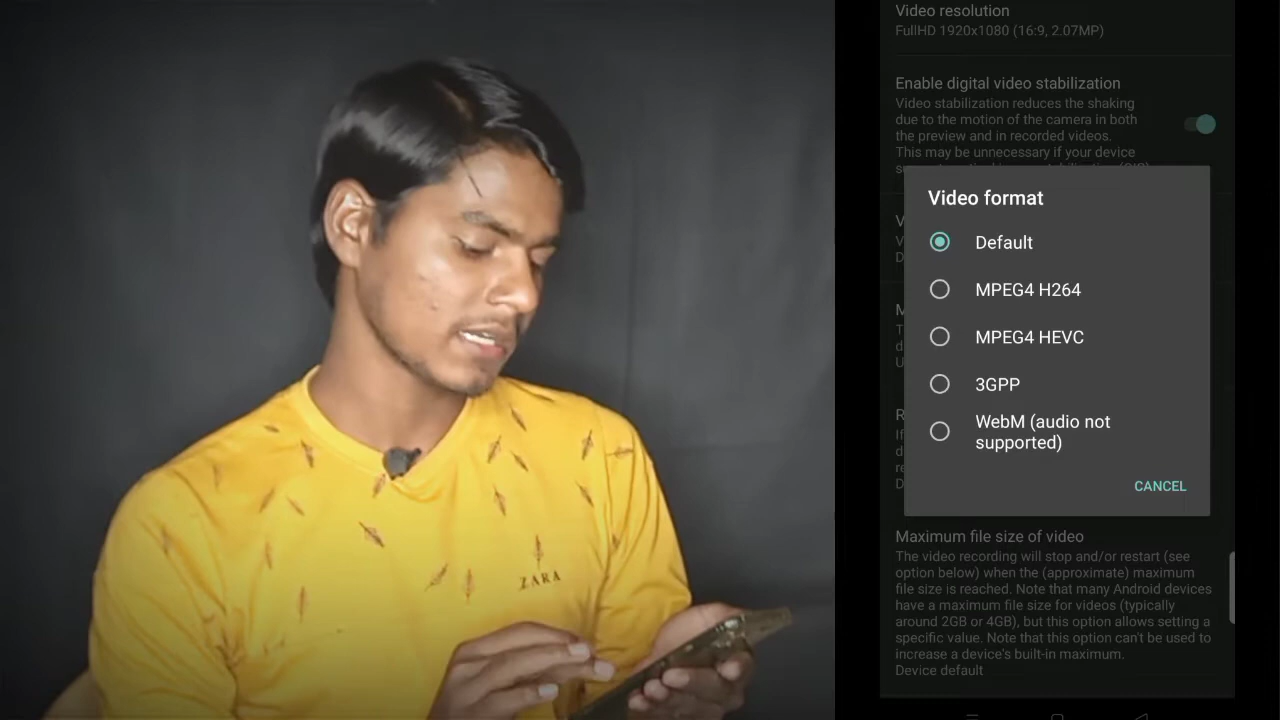 ZARA
Video resolution
FullHD 1920x1080 (16:9, 2.07MP)
Enable digital video stabilization
Video stabilization reduces the shaking
due to the motion of the camera in both
the preview and in recorded videos.
This may be unnecessary if your device
Video format
Default
MPEG4 H264
MPEG4 HEVC
3GPP
WebM (audio not
supported)
CANCEL
Maximum file size of video
The video recording will stop and/or restart (see
option below) when the (approximate) maximum
file size is reached. Note that many Android devices
have a maximum file size for videos (typically
around 2GB or 4GB), but this option allows setting a
specific value. Note that this option can't be used to
increase a device's built-in maximum.
Device default